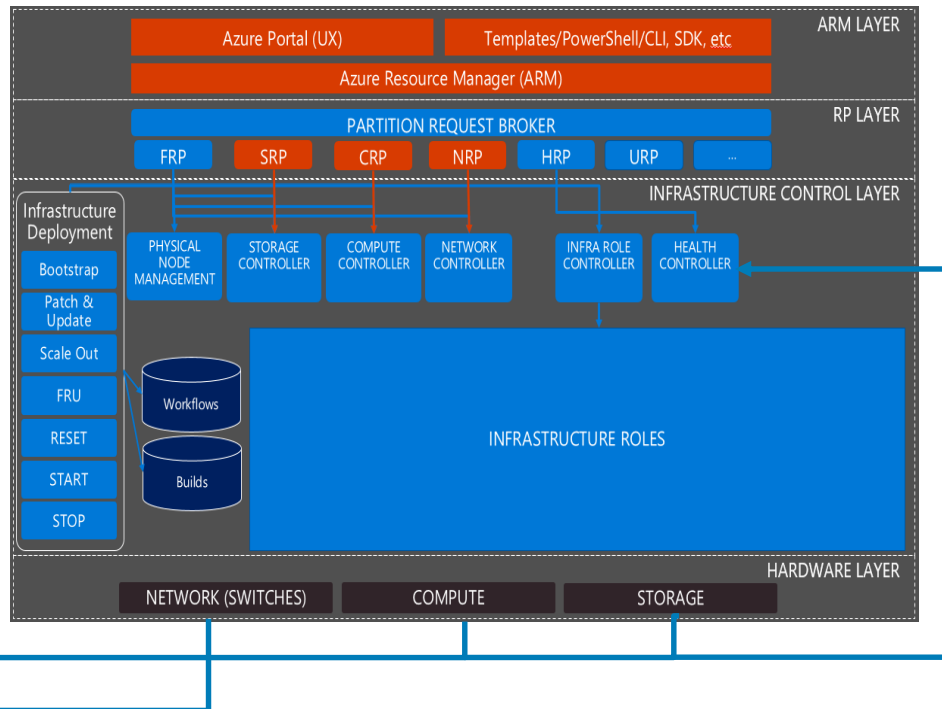 ARM LAYER
Azure Portal (UX)
Templates/PowerShell/CLI, SDK, etc
Azure Resource Manager (ARM)
RP LAYER
PARTITION REQUEST BROKER
FRP
SRP
CRP
NRP
HRP
URP
...
INFRASTRUCTURE CONTROL LAYER
Infrastructure
Deployment
Bootstrap
Patch &
Update
Scale Out
FRU
RESET
START
STOP
PHYSICAL
NODE
MANAGEMENT
STORAGE
CONTROLLER
COMPUTE
CONTROLLER
NETWORK
CONTROLLER
INFRA ROLE
CONTROLLER
HEALTH
CONTROLLER
Workflows
Builds
INFRASTRUCTURE ROLES
HARDWARE LAYER
NETWORK (SWITCHES)
COMPUTE
STORAGE